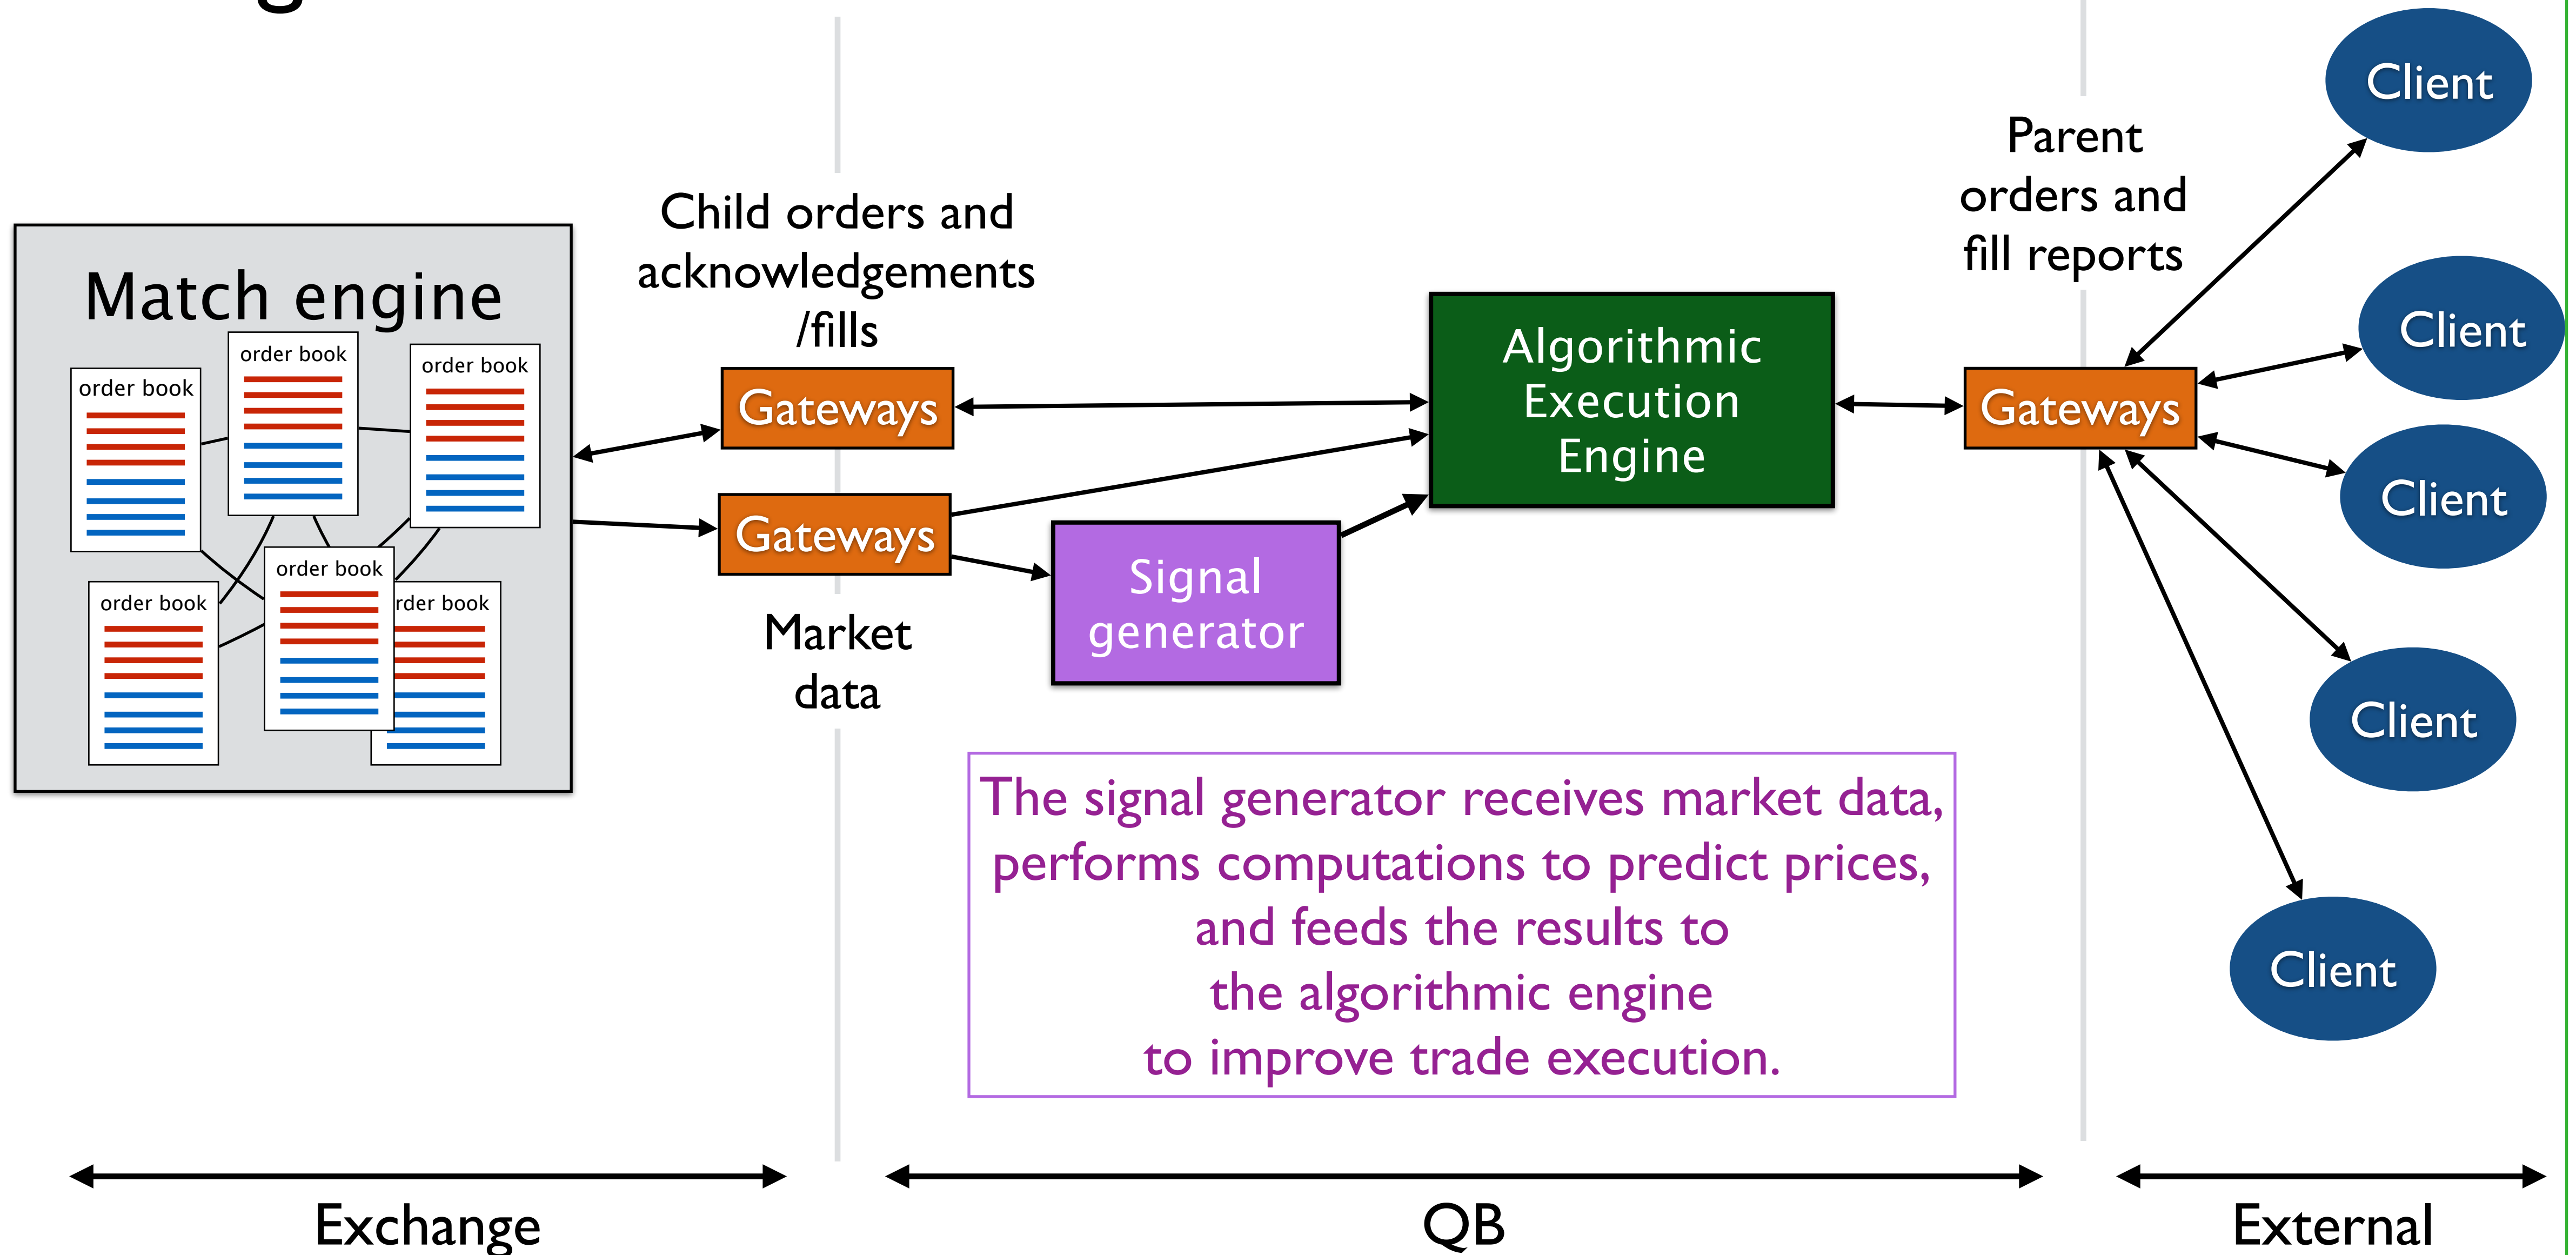 Child orders and
acknowledgements
/fills
Parent
orders and
fill reports
Match engine
order book
order book
order book
order book
order book
rder book
Gateways
Gateways
Market
data
Algorithmic
Execution
Engine
Signal
generator
Gateways
Client
Client
Client
Client
Client
The signal generator receives market data,
performs computations to predict prices,
and feeds the results to
the algorithmic engine
to improve trade execution.
Exchange
QB
External